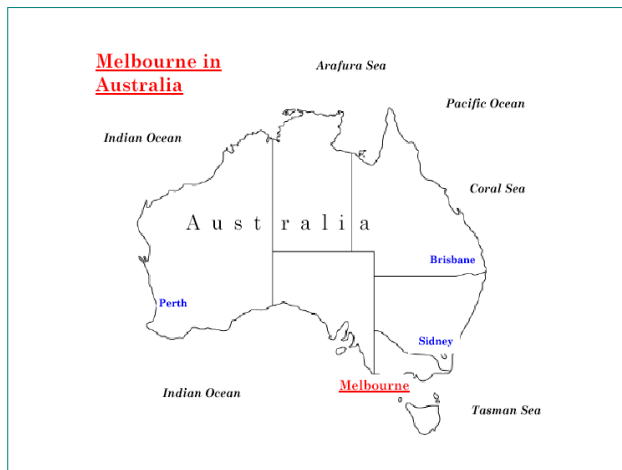 Melbourne in
Australia
Arafura Sea
Pacific Ocean
Indian Ocean
Coral Sea
Australia
Brisbane
Perth
Sidney
Melbourne
Indian Ocean
Tasman Sea